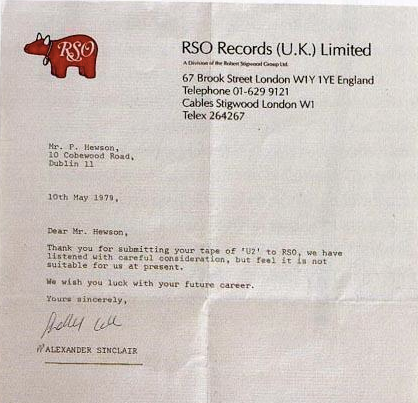 RSO
RSO Records (U.K.) Limited
A Division of the Robert Stigwood Group Ltd.
67 Brook Street London W1Y 1YE England
Telephone 01-629 9121
Cables Stigwood London W1
Telex 264267
Mr. P. Hewson,
10 Cobewood Road,
Dublin 11
10th May 1979,
Dear Mr. Hewson,
Thank you for submitting your tape of 'U2' to RSO, we have
listened with careful consideration, but feel it is not
suitable for us at present.
We wish you luck with your future career.
Yours sincerely,
ALEXANDER SINCLAIR